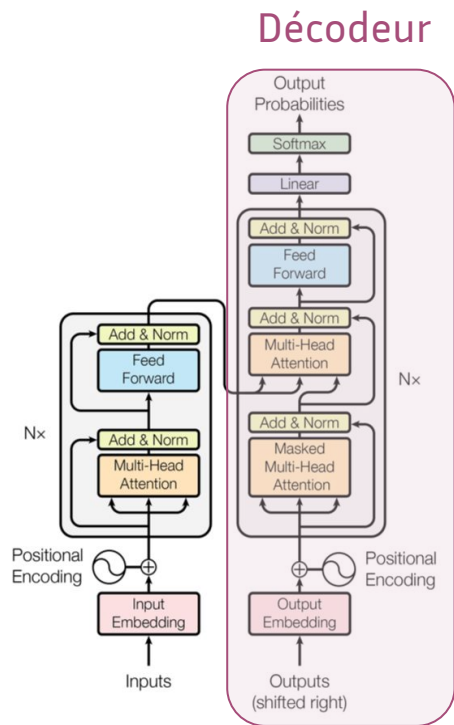 Décodeur
Output
Probabilities
Softmax
Linear
Add & Norm
Feed
Forward
Add & Norm
Multi-Head
Attention
Nx
Add & Norm
Masked
Multi-Head
Attention
Positional
Encoding
Output
Embedding
Outputs
(shifted right)
Add & Norm
Feed
Forward
Nx
Add & Norm
Multi-Head
Attention
Positional
Encoding
Input
Embedding
Inputs